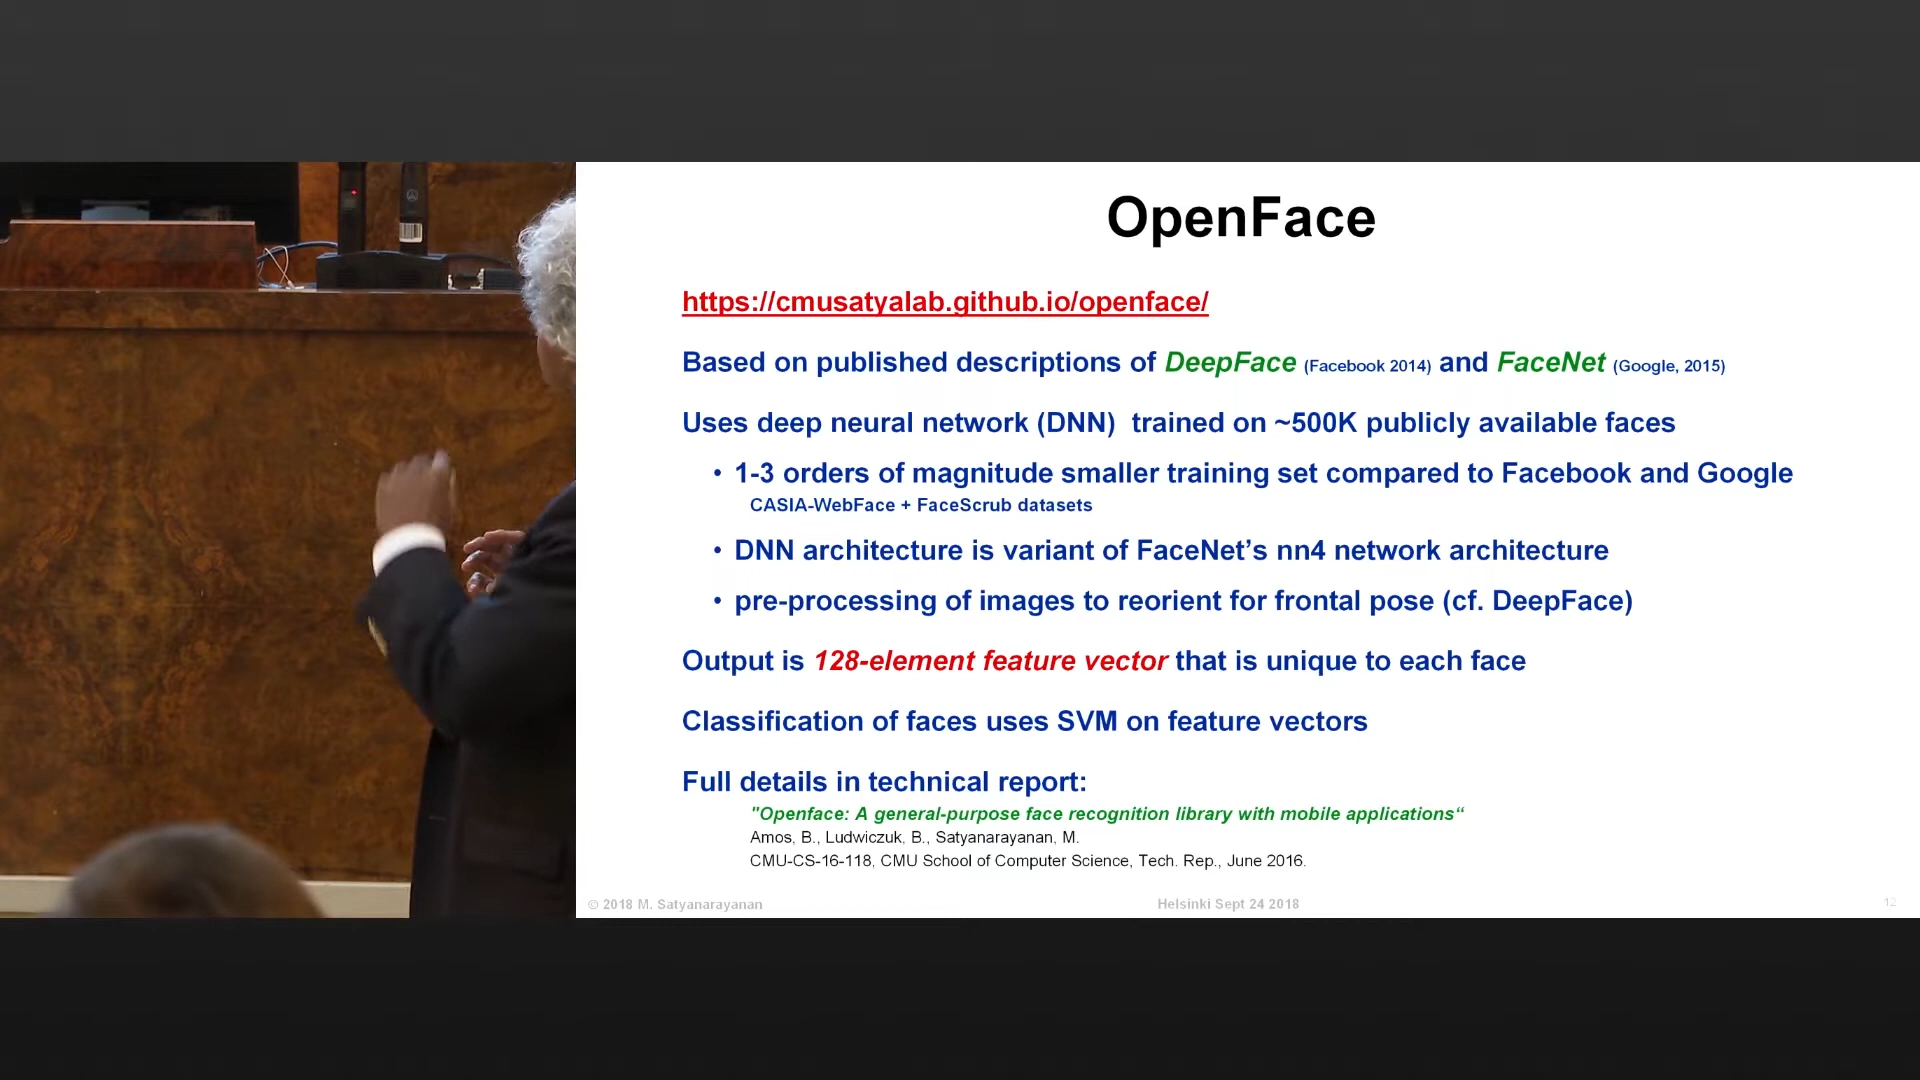 OpenFace
https://cmusatyalab.github.io/openface/
Based on published descriptions of DeepFace (Facebook 2014) and FaceNet (Google, 2015)
Uses deep neural network (DNN)  trained on ~500K publicly available faces
• 1-3 orders of magnitude smaller training set compared to Facebook and Google
CASIA-WebFace + FaceScrub datasets
• DNN architecture is variant of FaceNet’s nn4 network architecture
• pre-processing of images to reorient for frontal pose (cf. DeepFace)
Output is 128-element feature vector that is unique to each face
Classification of faces uses SVM on feature vectors
Full details in technical report:
"Openface: A general-purpose face recognition library with mobile applications“
Amos, B., Ludwiczuk, B., Satyanarayanan, M.
CMU-CS-16-118, CMU School of Computer Science, Tech. Rep., June 2016.
© 2018 M. Satyanarayanan
Helsinki Sept 24 2018
12